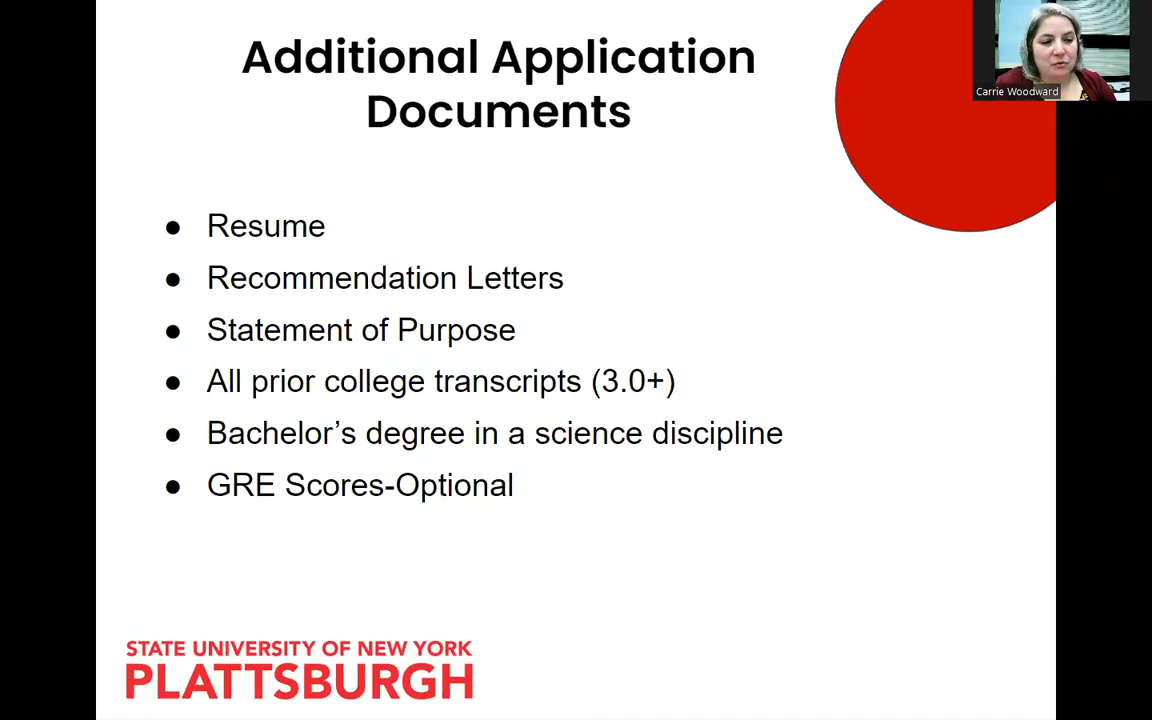 Additional Application
Documents
Carrie Woodward
● Resume
● Recommendation Letters
● Statement of Purpose
● All prior college transcripts (3.0+)
● Bachelor’s degree in a science discipline
● GRE Scores-Optional
STATE UNIVERSITY OF NEW YORK
PLATTSBURGH